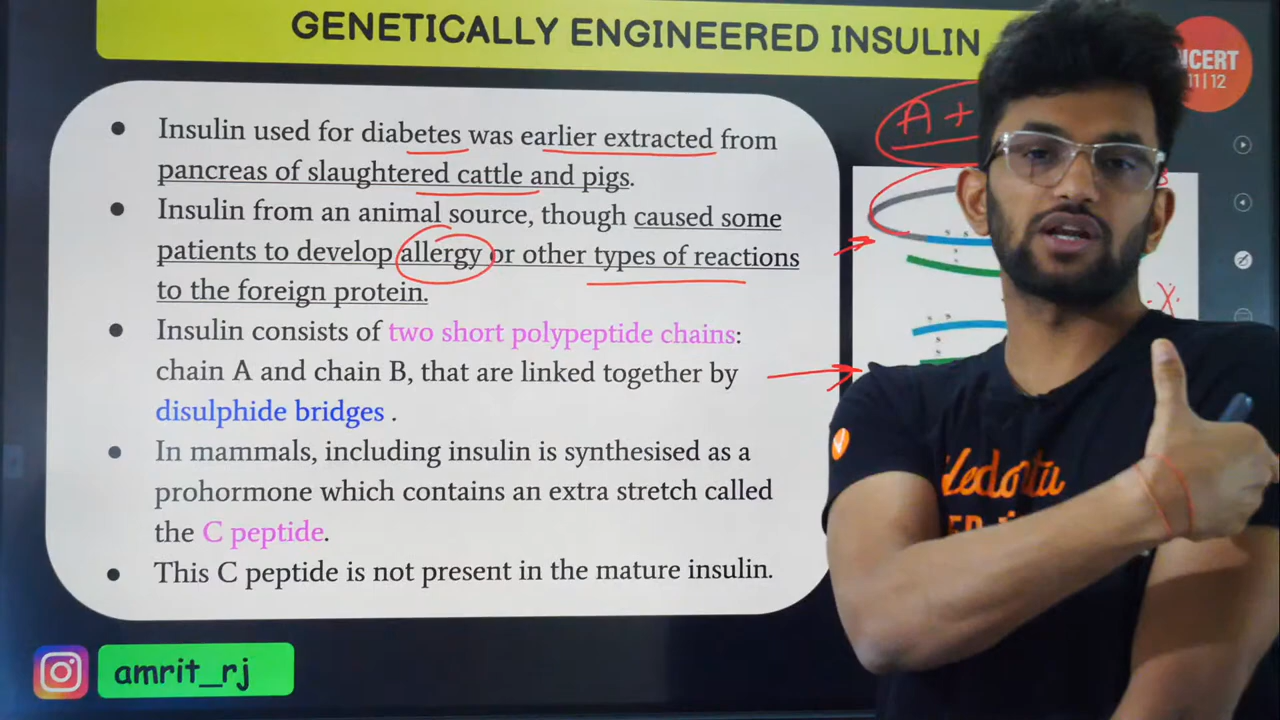 GENETICALLY ENGINEERED INSULIN
NCERT
11|12
A +
● Insulin used for diabetes was earlier extracted from
pancreas of slaughtered cattle and pigs.
● Insulin from an animal source, though caused some
patients to develop allergy or other types of reactions
to the foreign protein.
● Insulin consists of two short polypeptide chains:
chain A and chain B, that are linked together by
disulphide bridges .
● In mammals, including insulin is synthesised as a
prohormone which contains an extra stretch called
the C peptide.
● This C peptide is not present in the mature insulin.
amrit_rj